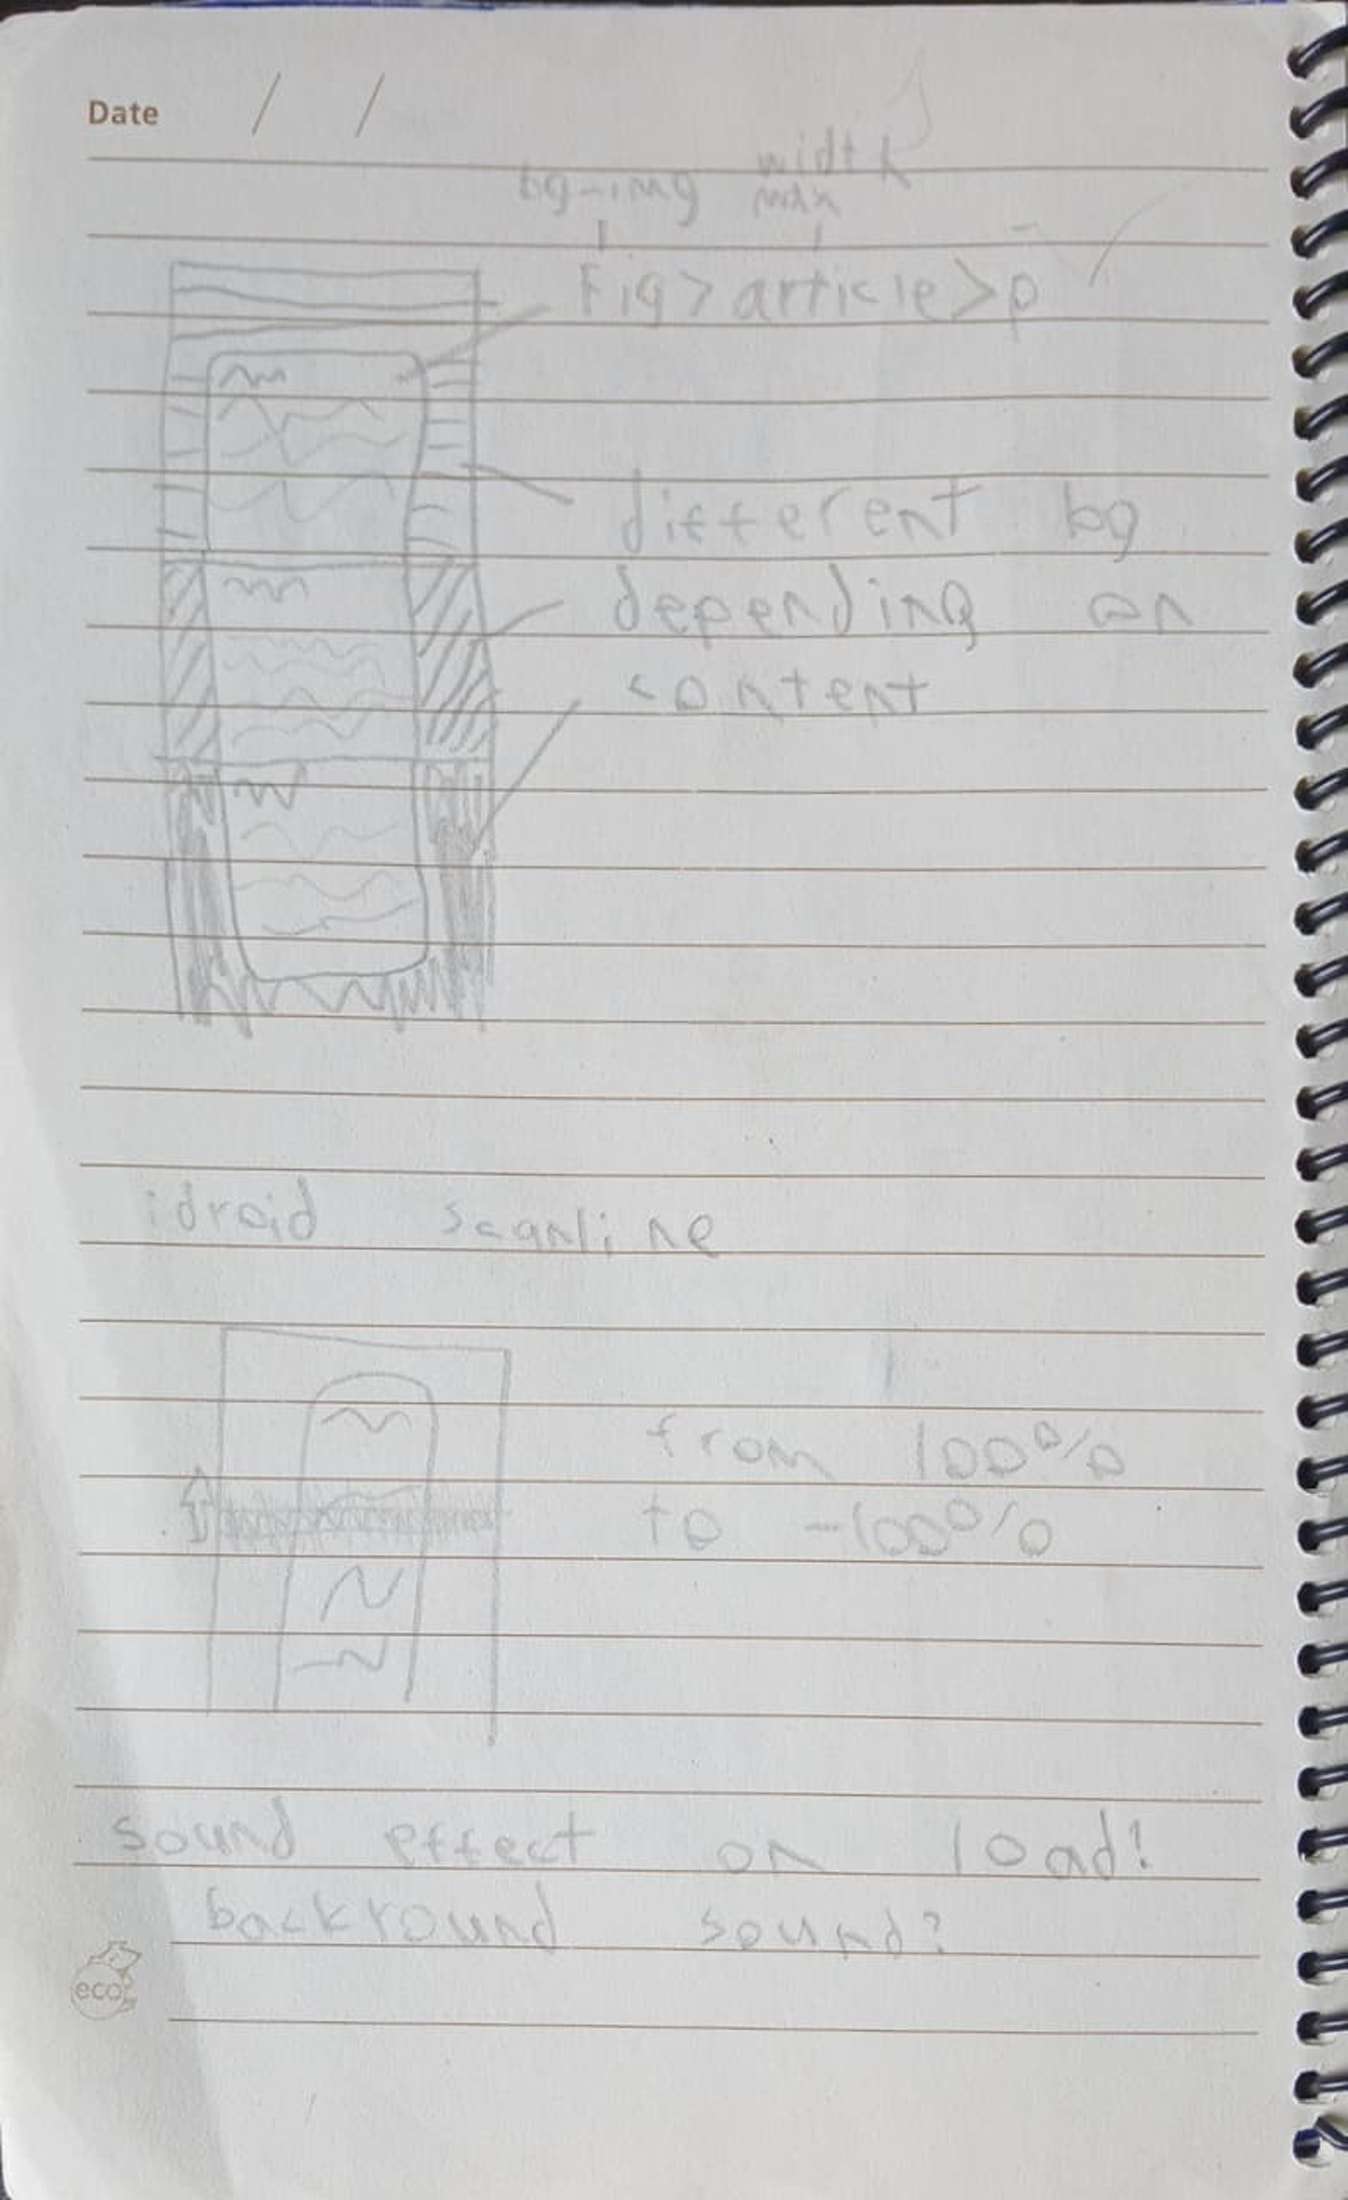 Date / /
width
bg-img max
Fig>article>p
different bg
depending on
content
idroid scanline
from 100%
to -100%
sound effect on load!
backround sound?
eco